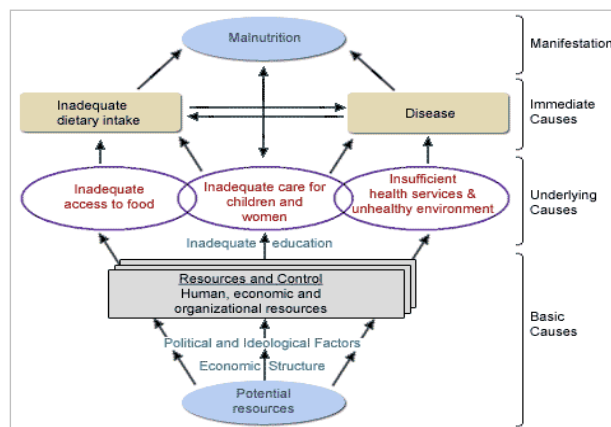 Malnutrition
Manifestation
Inadequate
dietary intake
Disease
Immediate
Causes
Inadequate
access to food
Inadequate care for
children and
women
Insufficient
health services &
unhealthy environment
Underlying
Causes
Inadequate education
Resources and Control
Human, economic and
organizational resources
Political and Ideological Factors
Economic Structure
Basic
Causes
Potential
resources